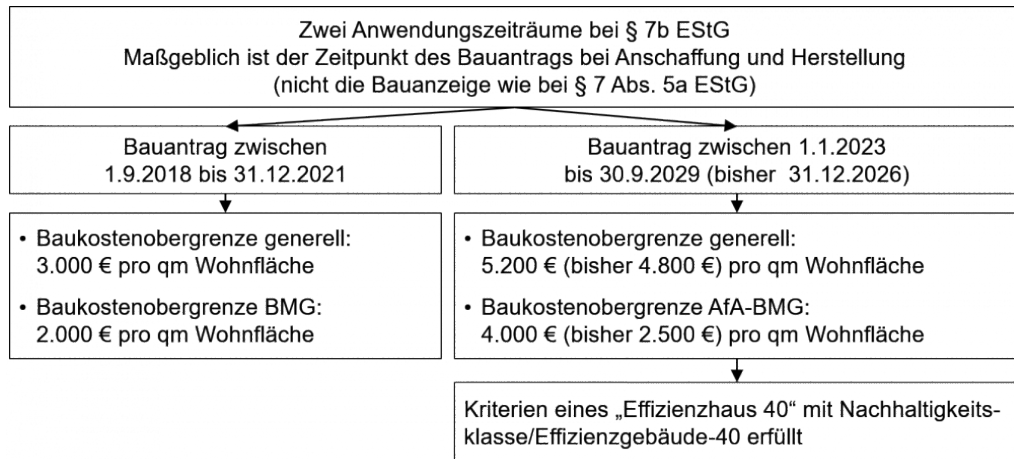 Zwei Anwendungszeiträume bei § 7b EStG
Maßgeblich ist der Zeitpunkt des Bauantrags bei Anschaffung und Herstellung
(nicht die Bauanzeige wie bei § 7 Abs. 5a EStG)
Bauantrag zwischen
1.9.2018 bis 31.12.2021
Bauantrag zwischen 1.1.2023
bis 30.9.2029 (bisher 31.12.2026)
• Baukostenobergrenze generell:
3.000 € pro qm Wohnfläche
• Baukostenobergrenze BMG:
2.000 € pro qm Wohnfläche
• Baukostenobergrenze generell:
5.200 € (bisher 4.800 €) pro qm Wohnfläche
• Baukostenobergrenze AfA-BMG:
4.000 € (bisher 2.500 €) pro qm Wohnfläche
Kriterien eines „Effizienzhaus 40“ mit Nachhaltigkeits-
klasse/Effizienzgebäude-40 erfüllt